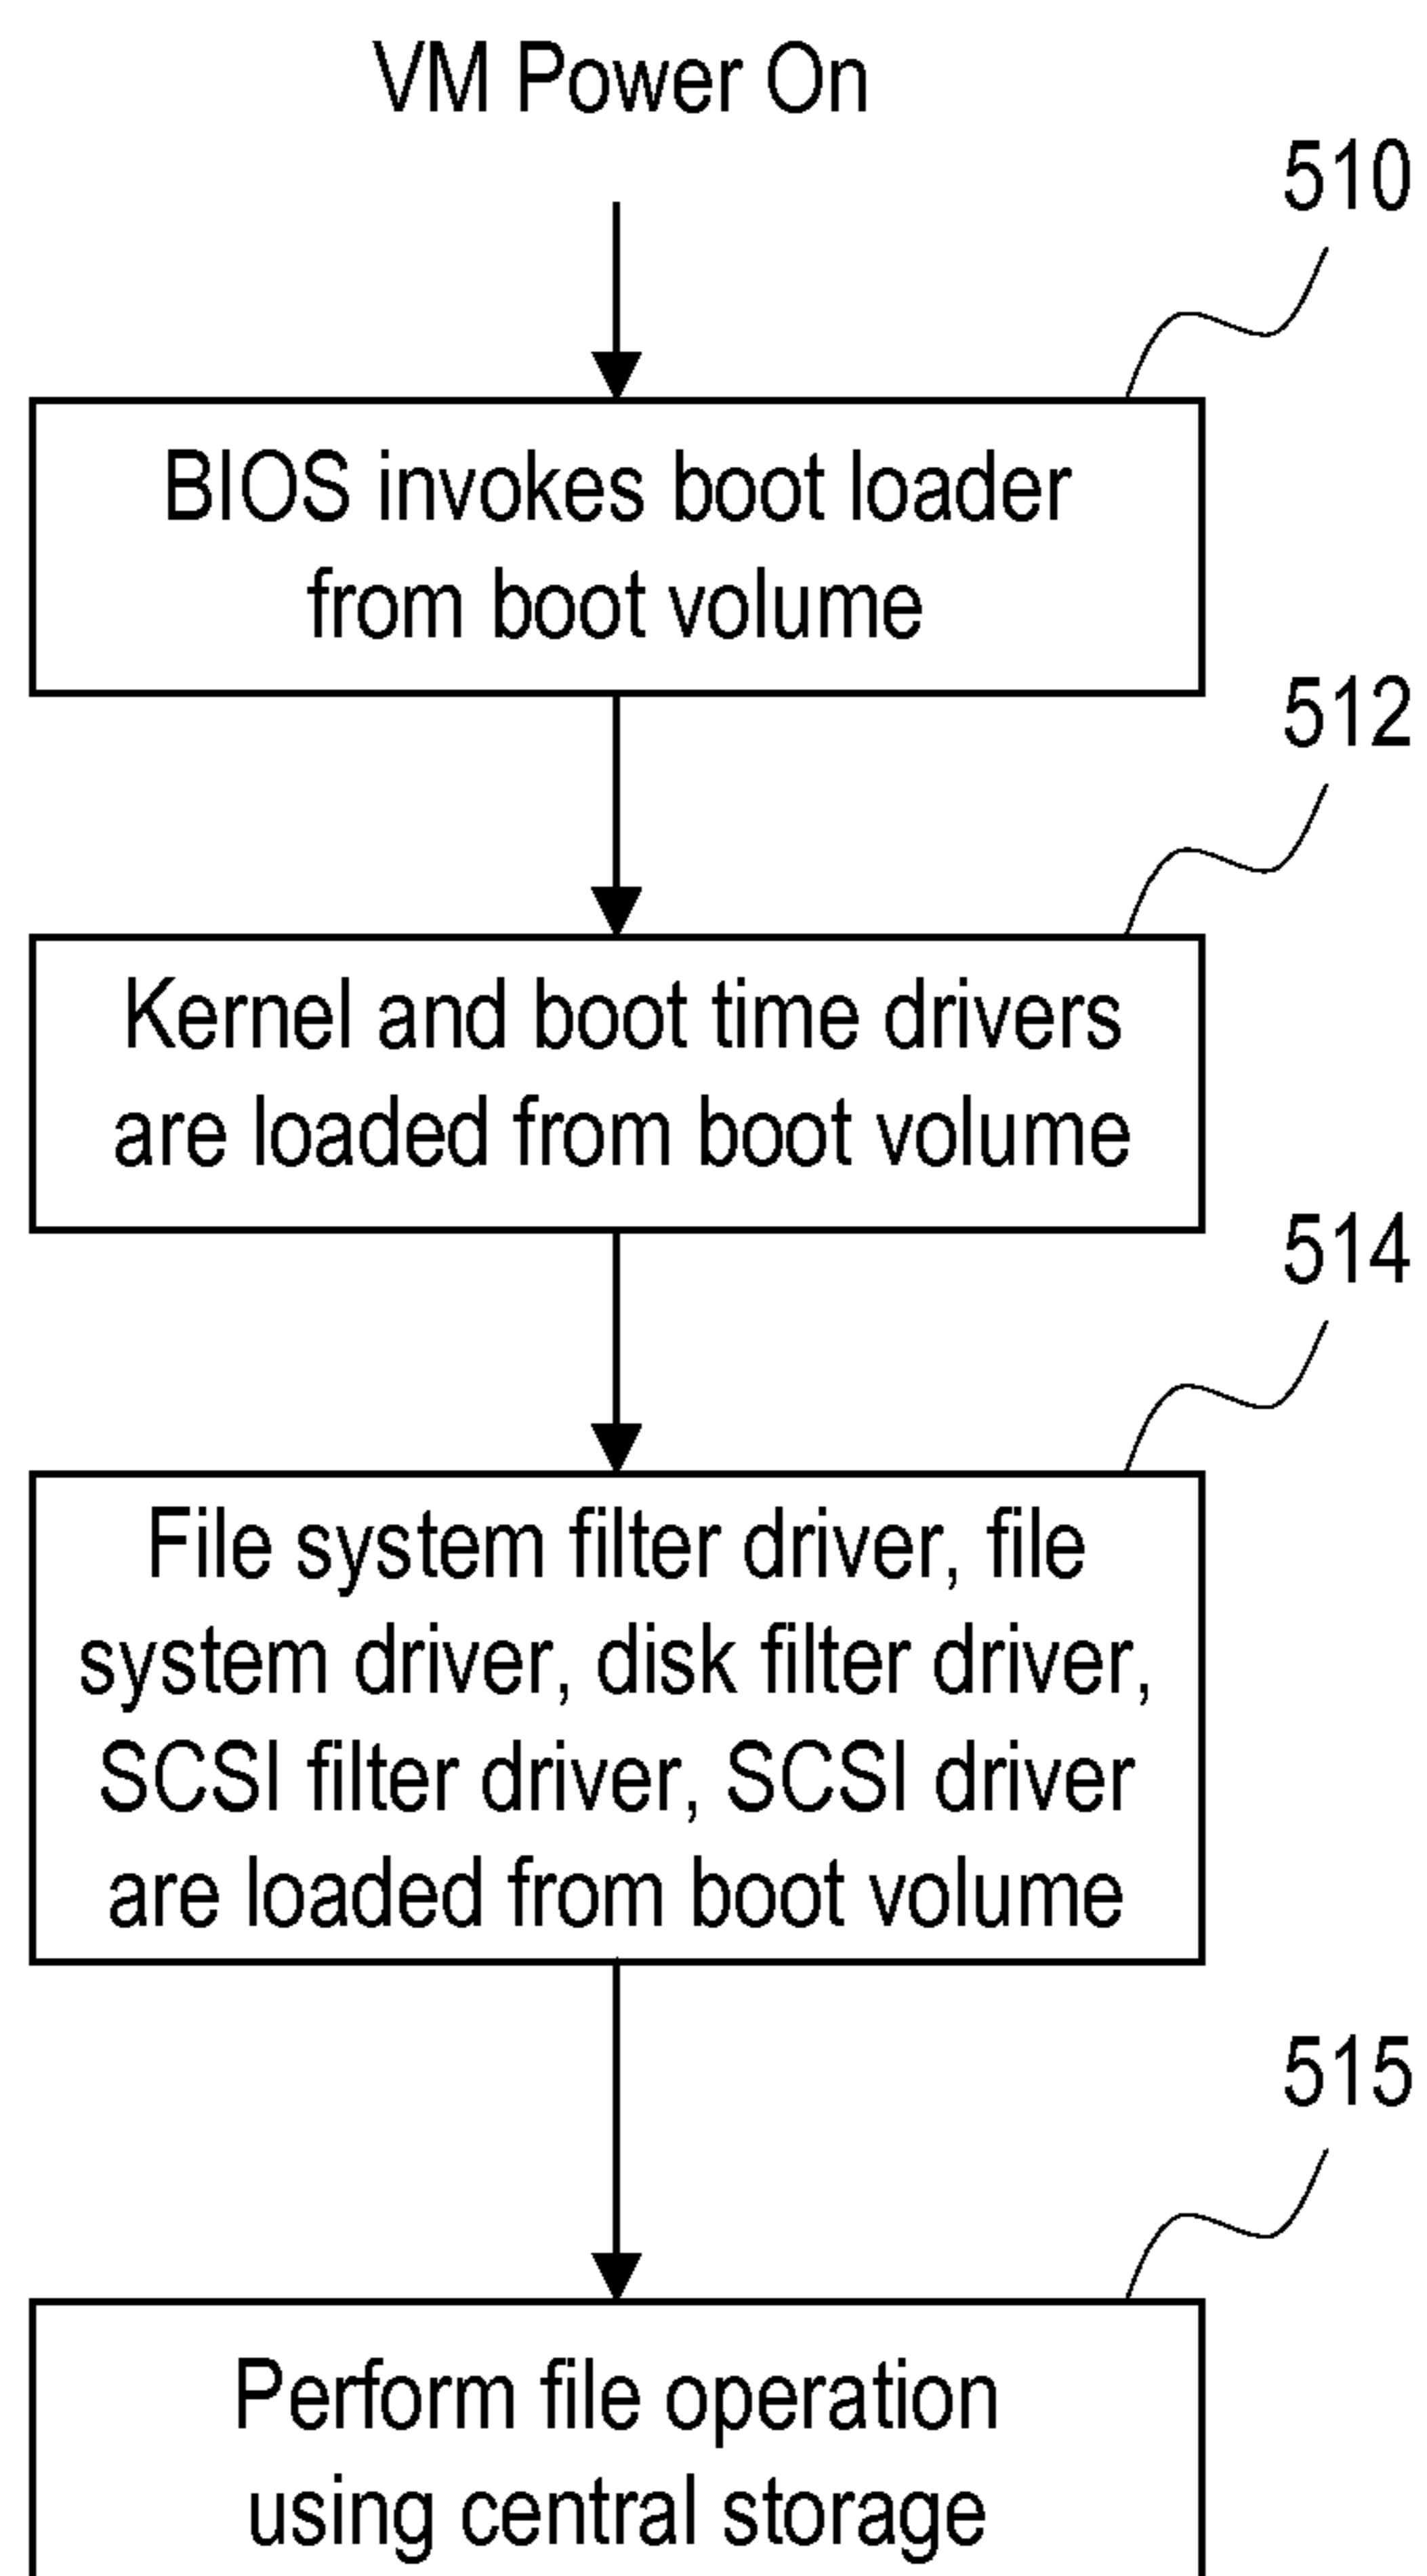 VM Power On
510
BIOS invokes boot loader
from boot volume
512
Kernel and boot time drivers
are loaded from boot volume
514
File system filter driver, file
system driver, disk filter driver,
SCSI filter driver, SCSI driver
are loaded from boot volume
515
Perform file operation
using central storage